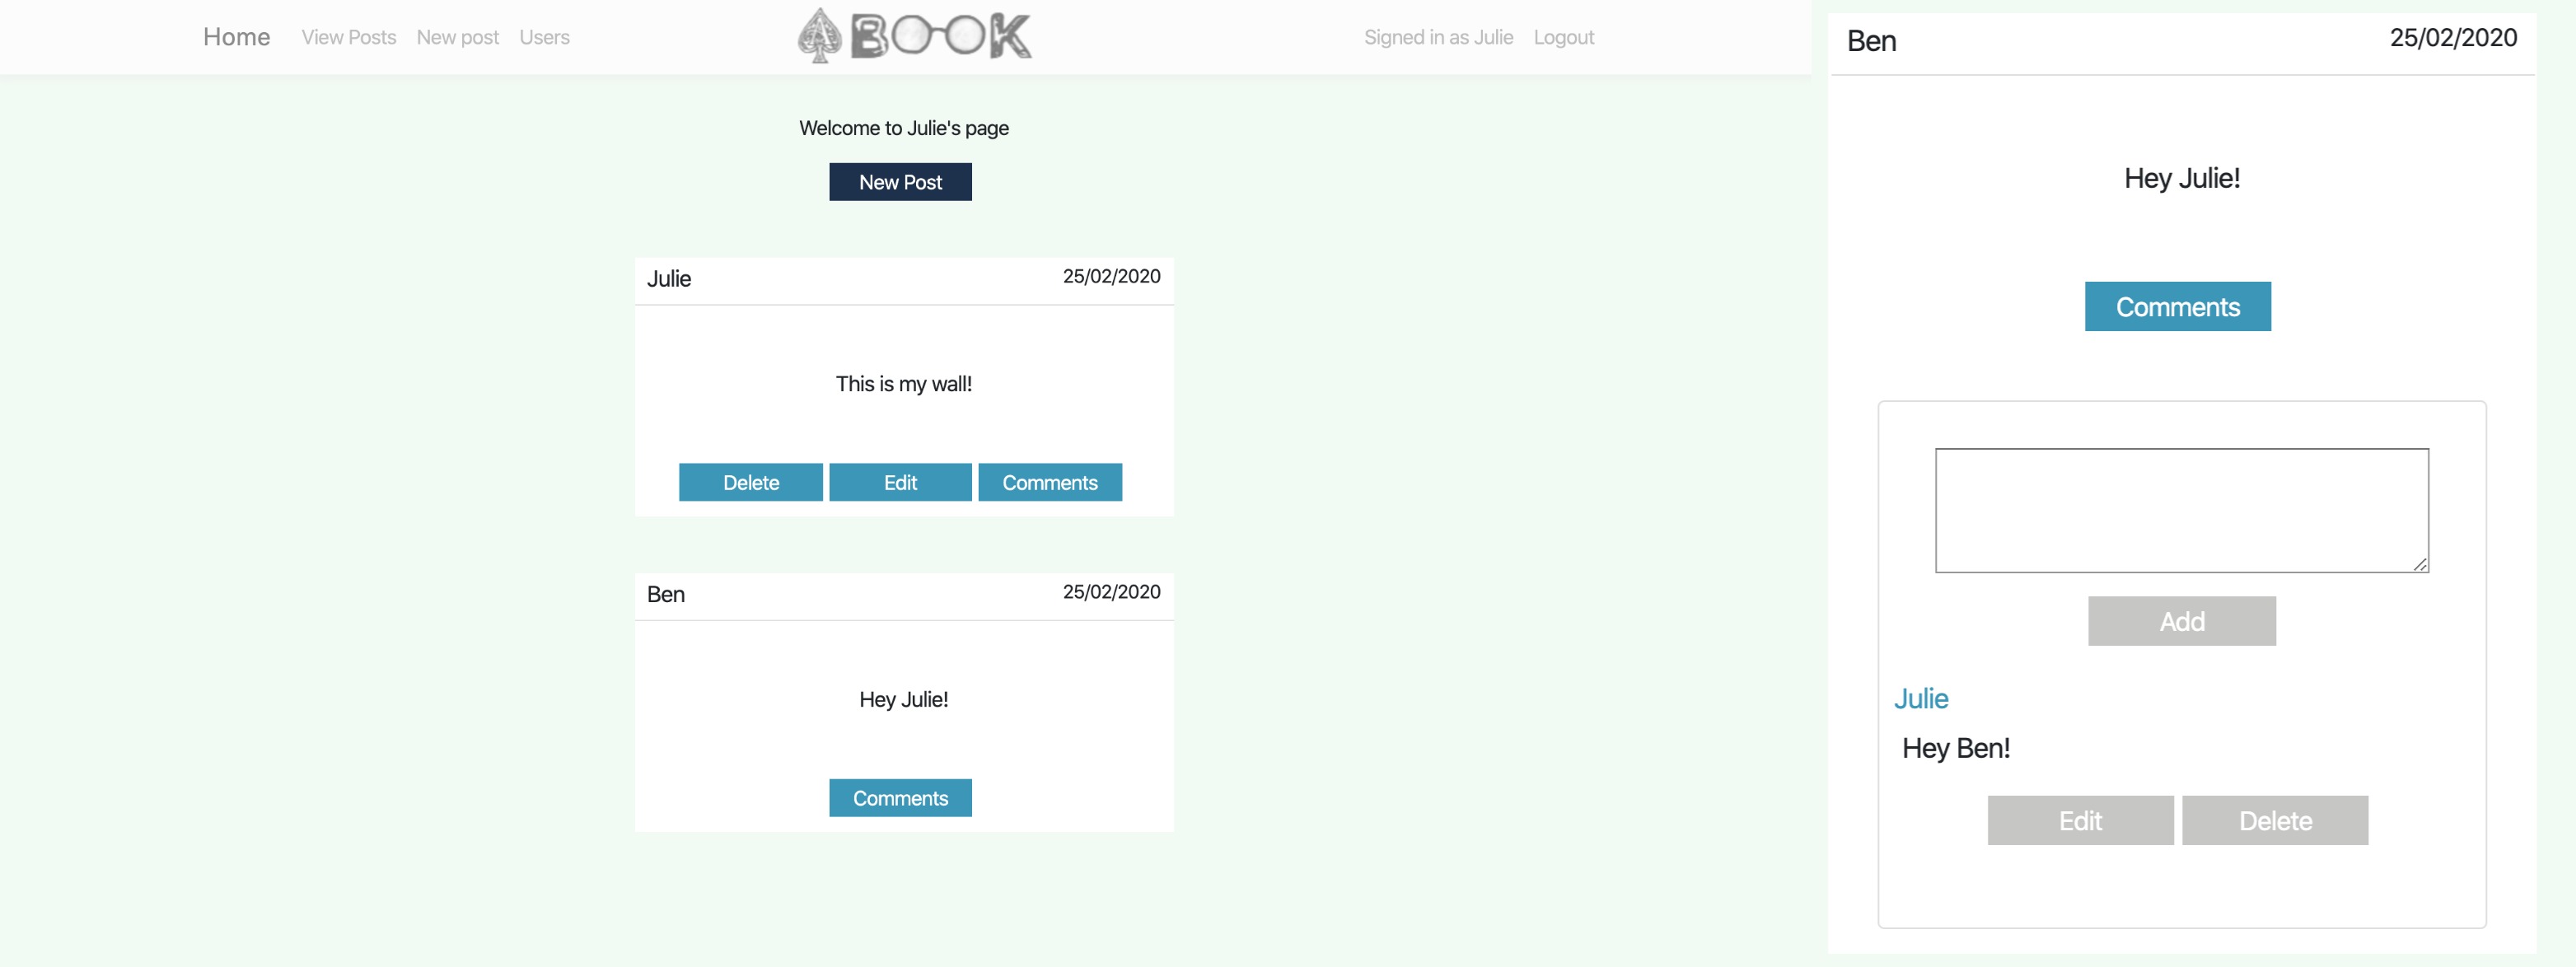 Home View Posts New post Users
ABOOK
Signed in as Julie Logout
Welcome to Julie's page
New Post
Julie 25/02/2020
This is my wall!
Delete Edit Comments
Ben 25/02/2020
Hey Julie!
Comments
Ben 25/02/2020
Hey Julie!
Comments
Add
Julie
Hey Ben!
Edit Delete